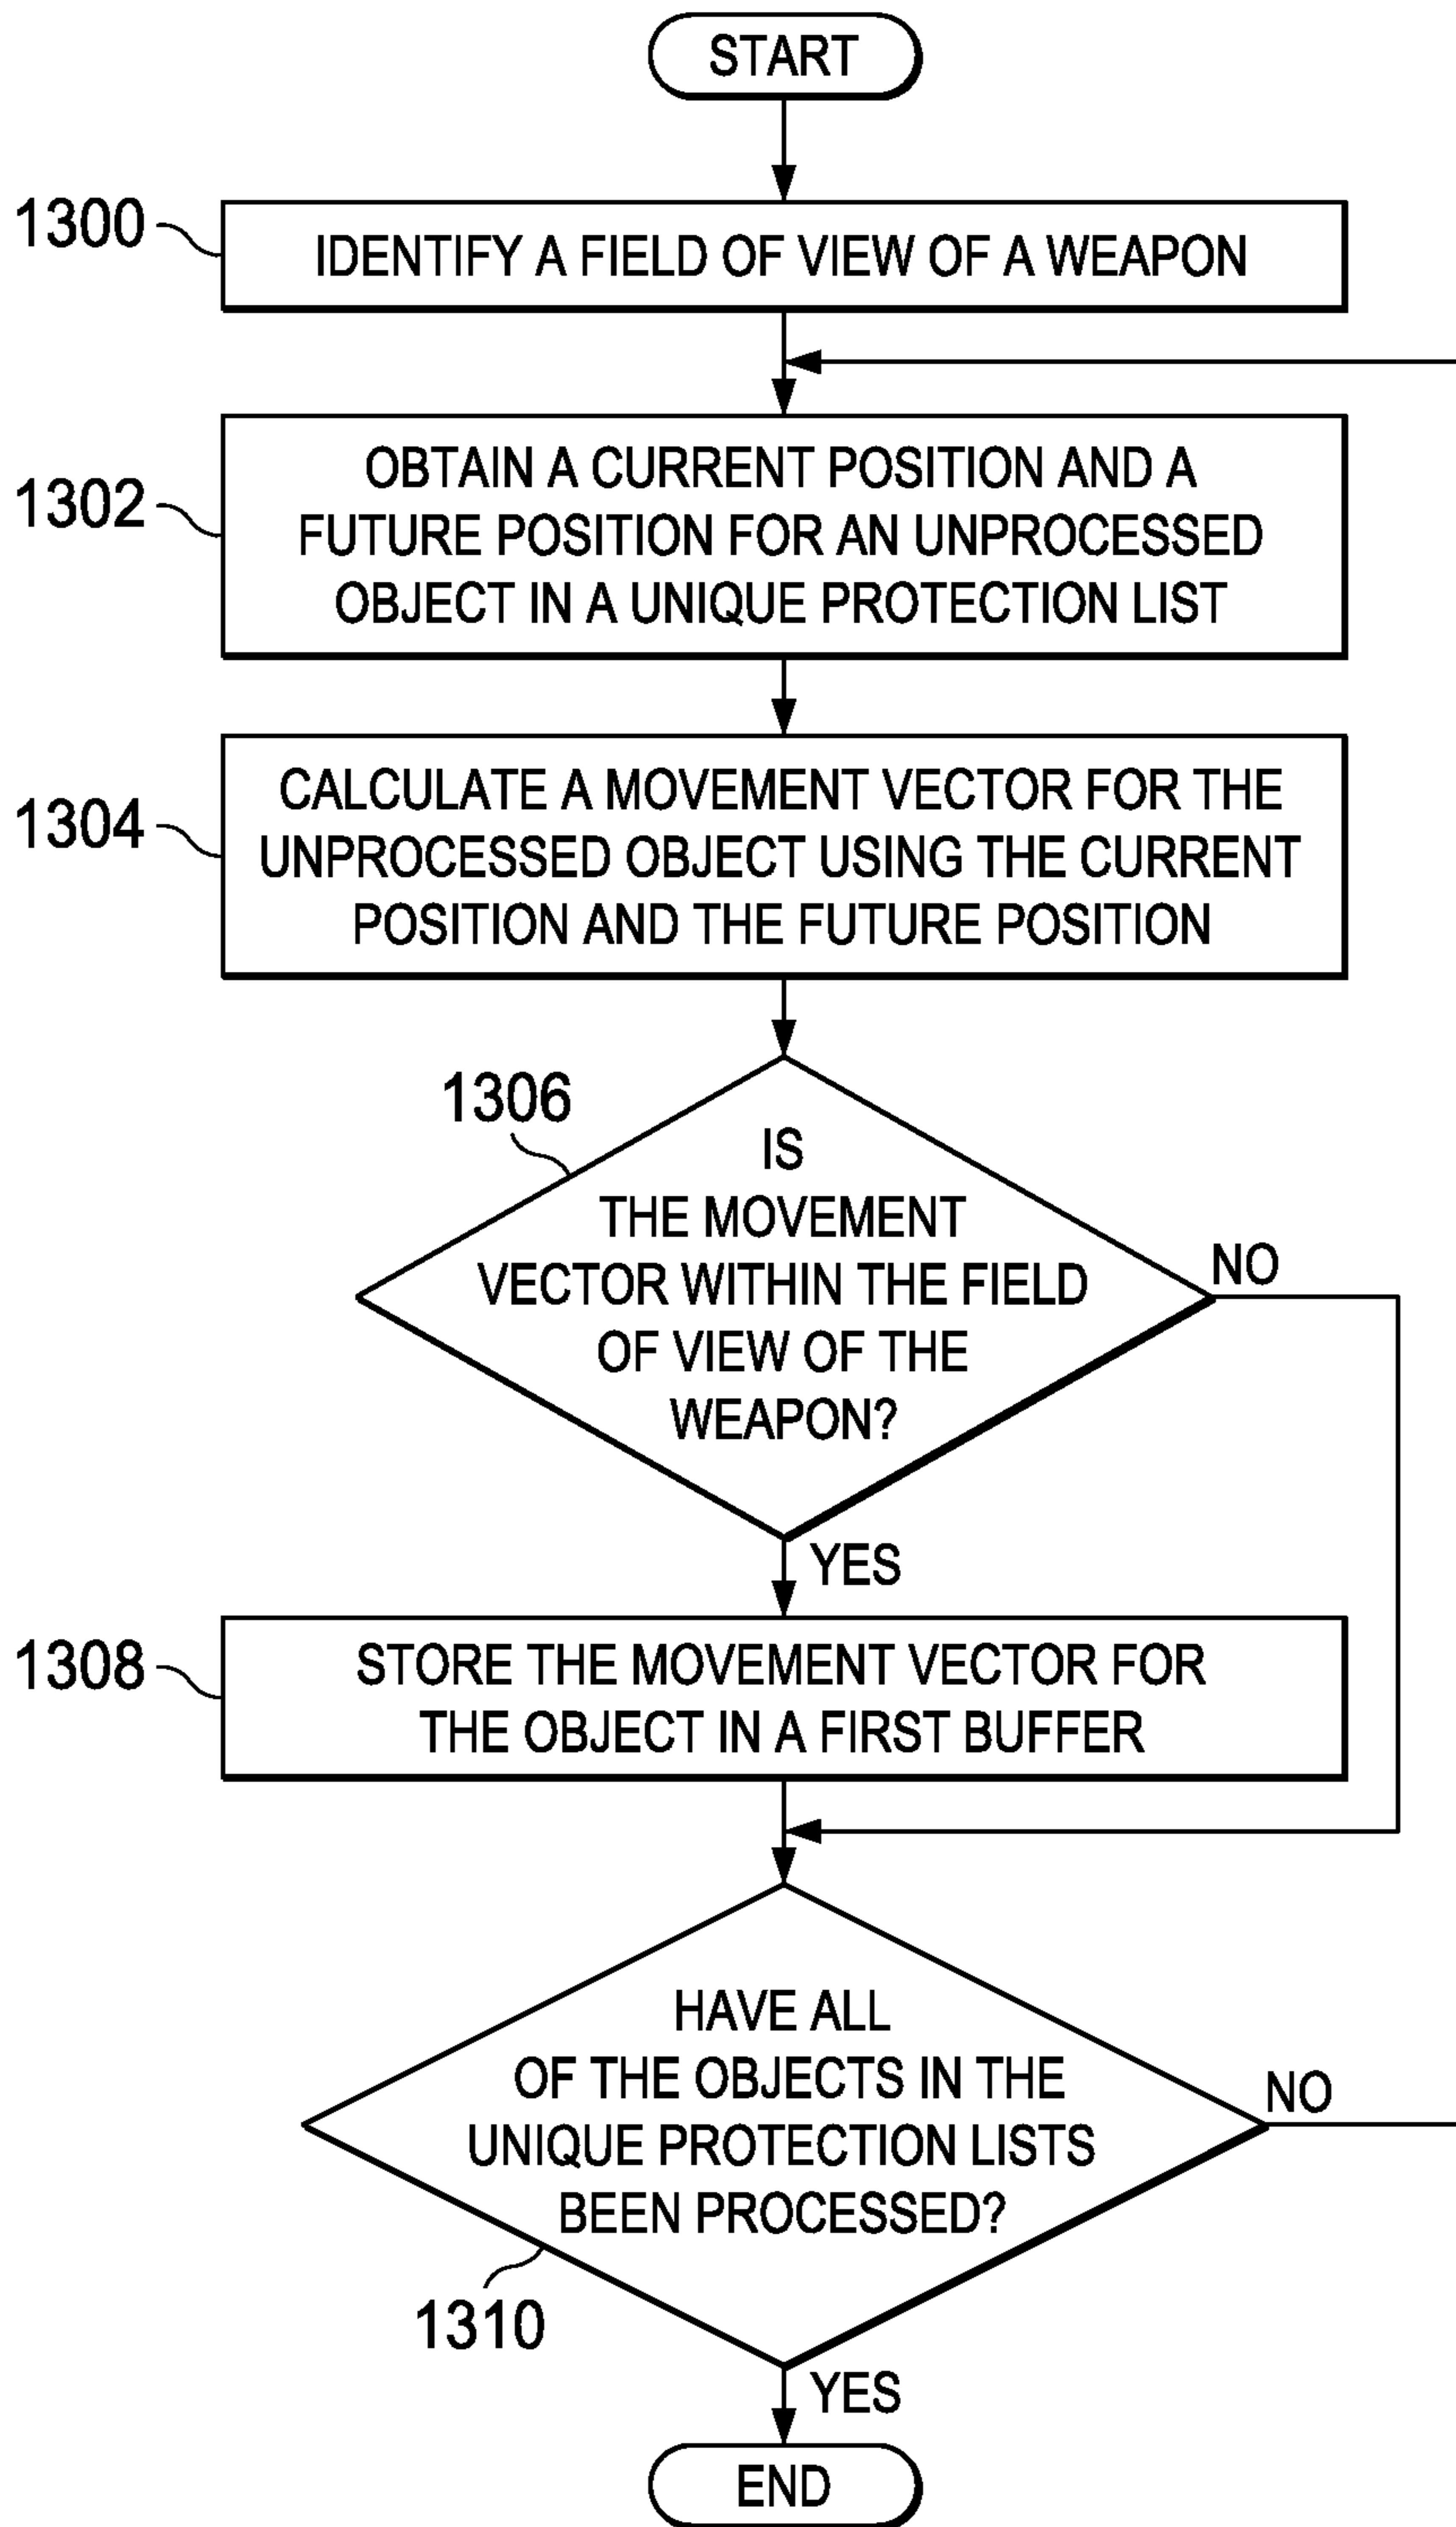 START
1300
IDENTIFY A FIELD OF VIEW OF A WEAPON
1302
OBTAIN A CURRENT POSITION AND A
FUTURE POSITION FOR AN UNPROCESSED
OBJECT IN A UNIQUE PROTECTION LIST
1304
CALCULATE A MOVEMENT VECTOR FOR THE
UNPROCESSED OBJECT USING THE CURRENT
POSITION AND THE FUTURE POSITION
1306
IS
THE MOVEMENT
VECTOR WITHIN THE FIELD
OF VIEW OF THE
WEAPON?
NO
YES
1308
STORE THE MOVEMENT VECTOR FOR
THE OBJECT IN A FIRST BUFFER
HAVE ALL
OF THE OBJECTS IN THE
UNIQUE PROTECTION LISTS
BEEN PROCESSED?
NO
1310
YES
END